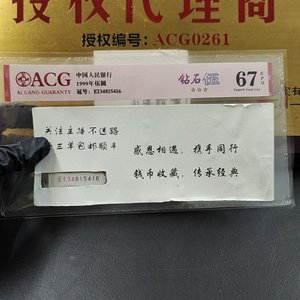 授权代理商
授权编号：ACG0261
ACG
AI CANG GUARANTY
中国人民银行
1999年伍圆
冠号：EI34815416
钻石
☆☆☆
67
EPQ
Superb Gem Unc
关注主播不迷路
三单包邮顺丰
EI34815416
感恩相遇，携手同行
钱币收藏，传承经典